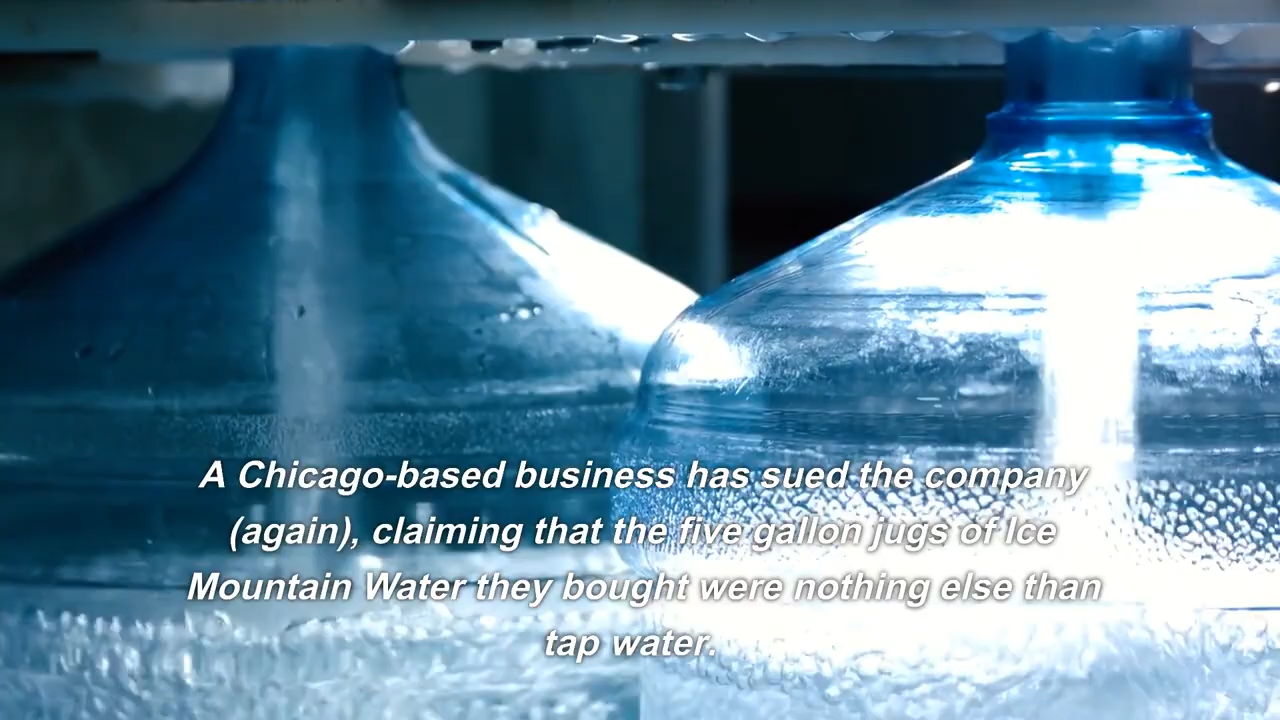 A Chicago-based business has sued the company
(again), claiming that the five gallon jugs of Ice
Mountain Water they bought were nothing else than
tap water.